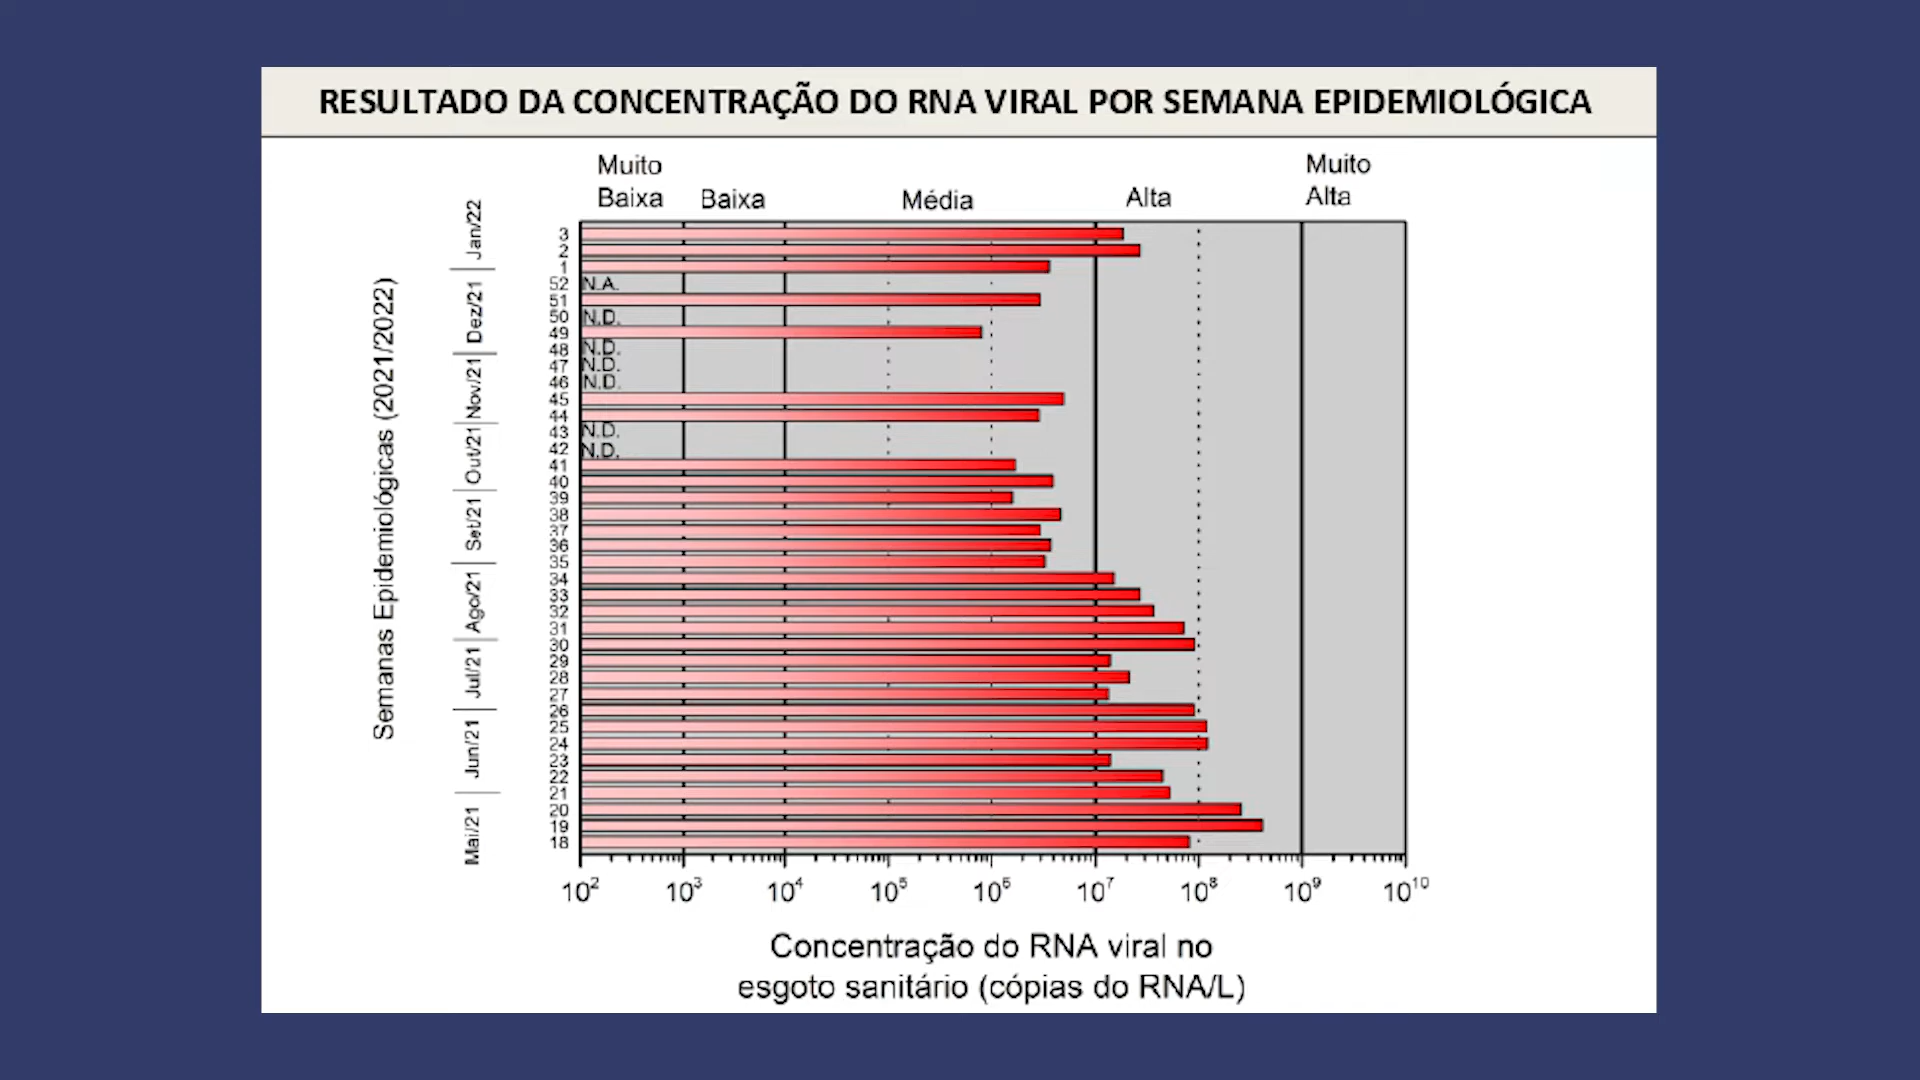 RESULTADO DA CONCENTRAÇÃO DO RNA VIRAL POR SEMANA EPIDEMIOLÓGICA
Muito Baixa
Baixa
Média
Alta
Muito Alta
Semanas Epidemiológicas (2021/2022)
Jan/22
Dez/21
Nov/21
Out/21
Set/21
Ago/21
Jul/21
Jun/21
Mai/21
3
2
1
52 N.A.
51
50 N.D.
49
48 N.D.
47 N.D.
46 N.D.
45
44
43 N.D.
42 N.D.
41
40
39
38
37
36
35
34
33
32
31
30
29
28
27
26
25
24
23
22
21
20
19
18
10² 10³ 10⁴ 10⁵ 10⁶ 10⁷ 10⁸ 10⁹ 10¹⁰
Concentração do RNA viral no
esgoto sanitário (cópias do RNA/L)